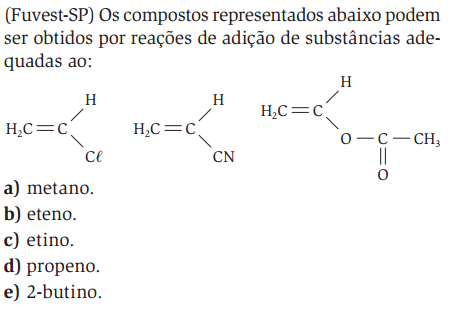 (Fuvest-SP) Os compostos representados abaixo podem
ser obtidos por reações de adição de substâncias ade-
quadas ao:
H₂C=C H Cℓ
H₂C=C H CN
H₂C=C H O—C—CH₃ O
a) metano.
b) eteno.
c) etino.
d) propeno.
e) 2-butino.